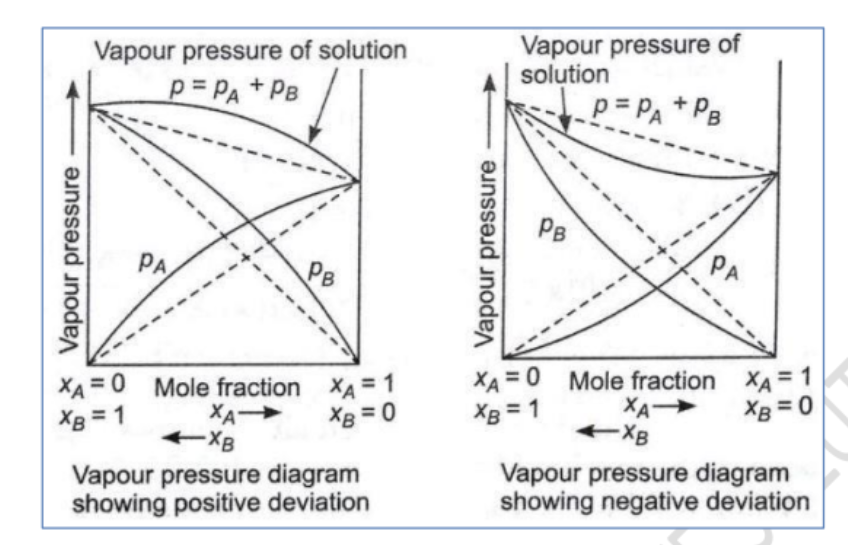 Vapour pressure of solution
p = pA + pB
Vapour pressure
pA
pB
xA = 0
Mole fraction
xA = 1
xB = 1
xA
xB = 0
xB
Vapour pressure diagram
showing positive deviation
Vapour pressure of
solution
p = pA + pB
Vapour pressure
pB
pA
xA = 0
Mole fraction
xA = 1
xB = 1
xA
xB = 0
xB
Vapour pressure diagram
showing negative deviation